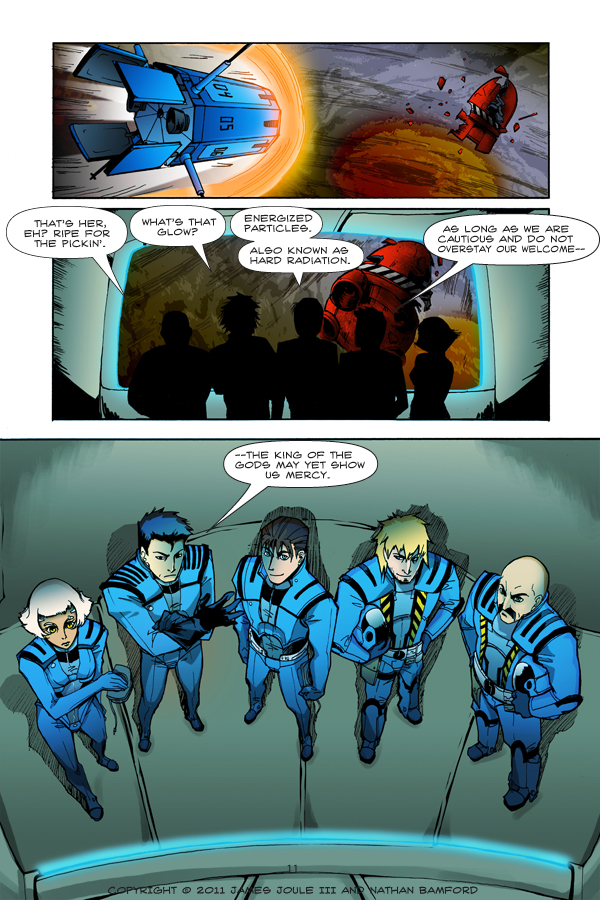 04
05
THAT'S HER,
EH? RIPE FOR
THE PICKIN'.
WHAT'S THAT
GLOW?
ENERGIZED
PARTICLES.
ALSO KNOWN AS
HARD RADIATION.
AS LONG AS WE ARE
CAUTIOUS AND DO NOT
OVERSTAY OUR WELCOME--
--THE KING OF THE
GODS MAY YET SHOW
US MERCY.
11
COPYRIGHT © 2011 JAMES JOULE III AND NATHAN BAMFORD